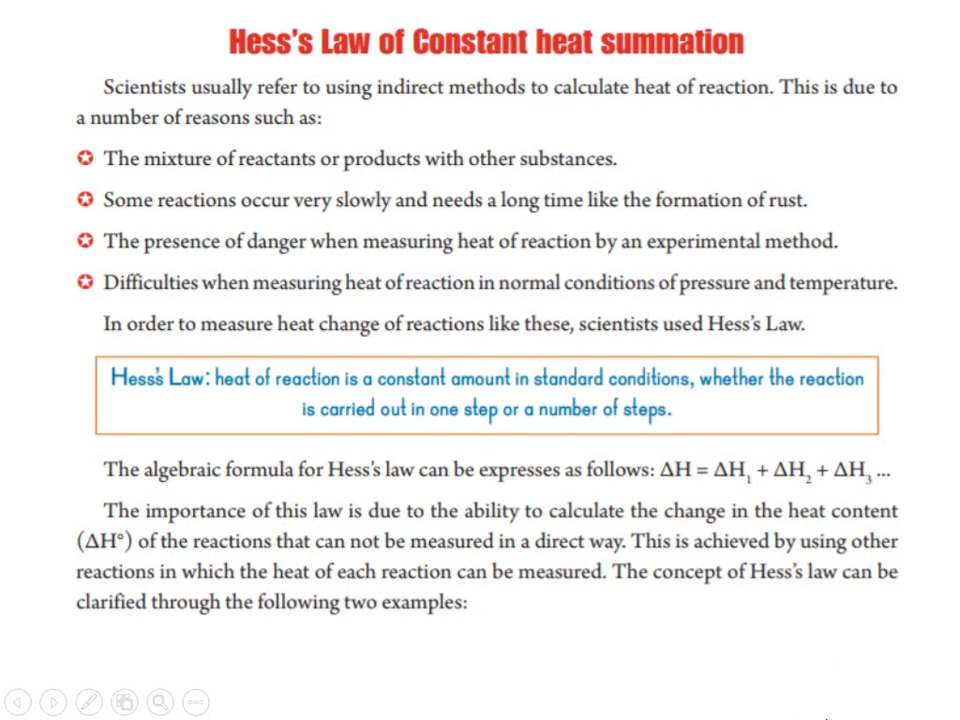 Hess's Law of Constant heat summation
Scientists usually refer to using indirect methods to calculate heat of reaction. This is due to
a number of reasons such as:
The mixture of reactants or products with other substances.
Some reactions occur very slowly and needs a long time like the formation of rust.
The presence of danger when measuring heat of reaction by an experimental method.
Difficulties when measuring heat of reaction in normal conditions of pressure and temperature.
In order to measure heat change of reactions like these, scientists used Hess's Law.
Hess's Law: heat of reaction is a constant amount in standard conditions, whether the reaction
is carried out in one step or a number of steps.
The algebraic formula for Hess's law can be expresses as follows: ΔH = ΔH₁ + ΔH₂ + ΔH₃ ...
The importance of this law is due to the ability to calculate the change in the heat content
(ΔH°) of the reactions that can not be measured in a direct way. This is achieved by using other
reactions in which the heat of each reaction can be measured. The concept of Hess's law can be
clarified through the following two examples: